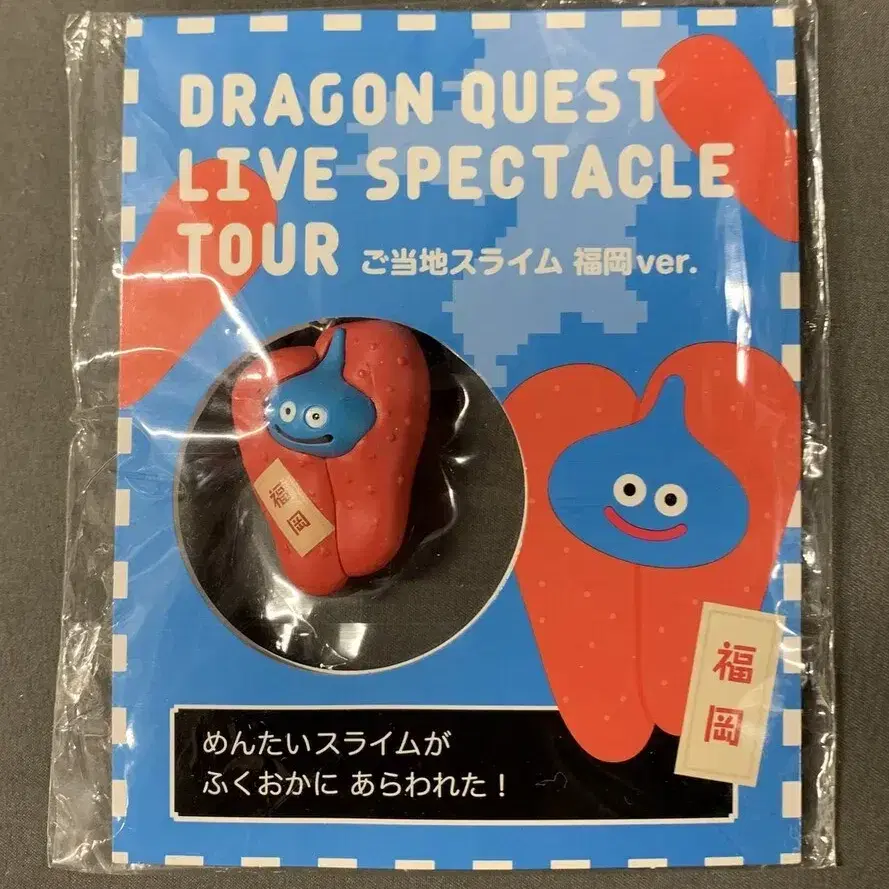 DRAGON QUEST
LIVE SPECTACLE
TOUR ご当地スライム 福岡ver.
福岡
福岡
めんたいスライムが
ふくおかに あらわれた!